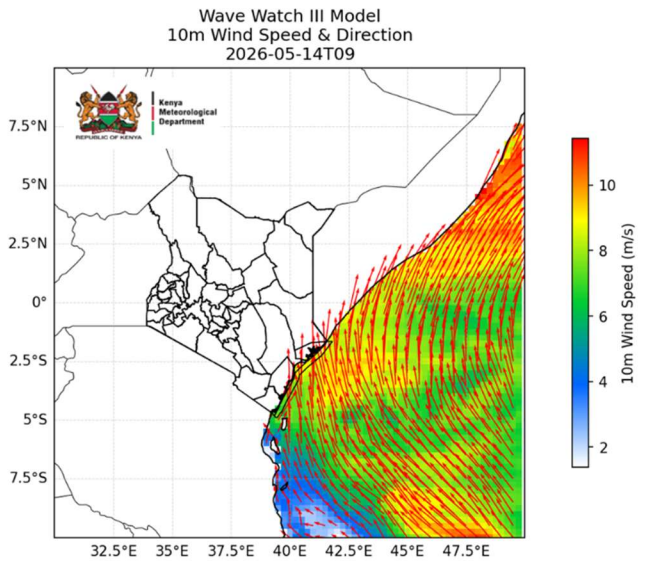 Wave Watch III Model
10m Wind Speed & Direction
2026-05-14T09
Kenya
Meteorological
Department
REPUBLIC OF KENYA
7.5°N
5°N
2.5°N
0°
2.5°S
5°S
7.5°S
32.5°E 35°E 37.5°E 40°E 42.5°E 45°E 47.5°E
10
8
6
4
2
10m Wind Speed (m/s)